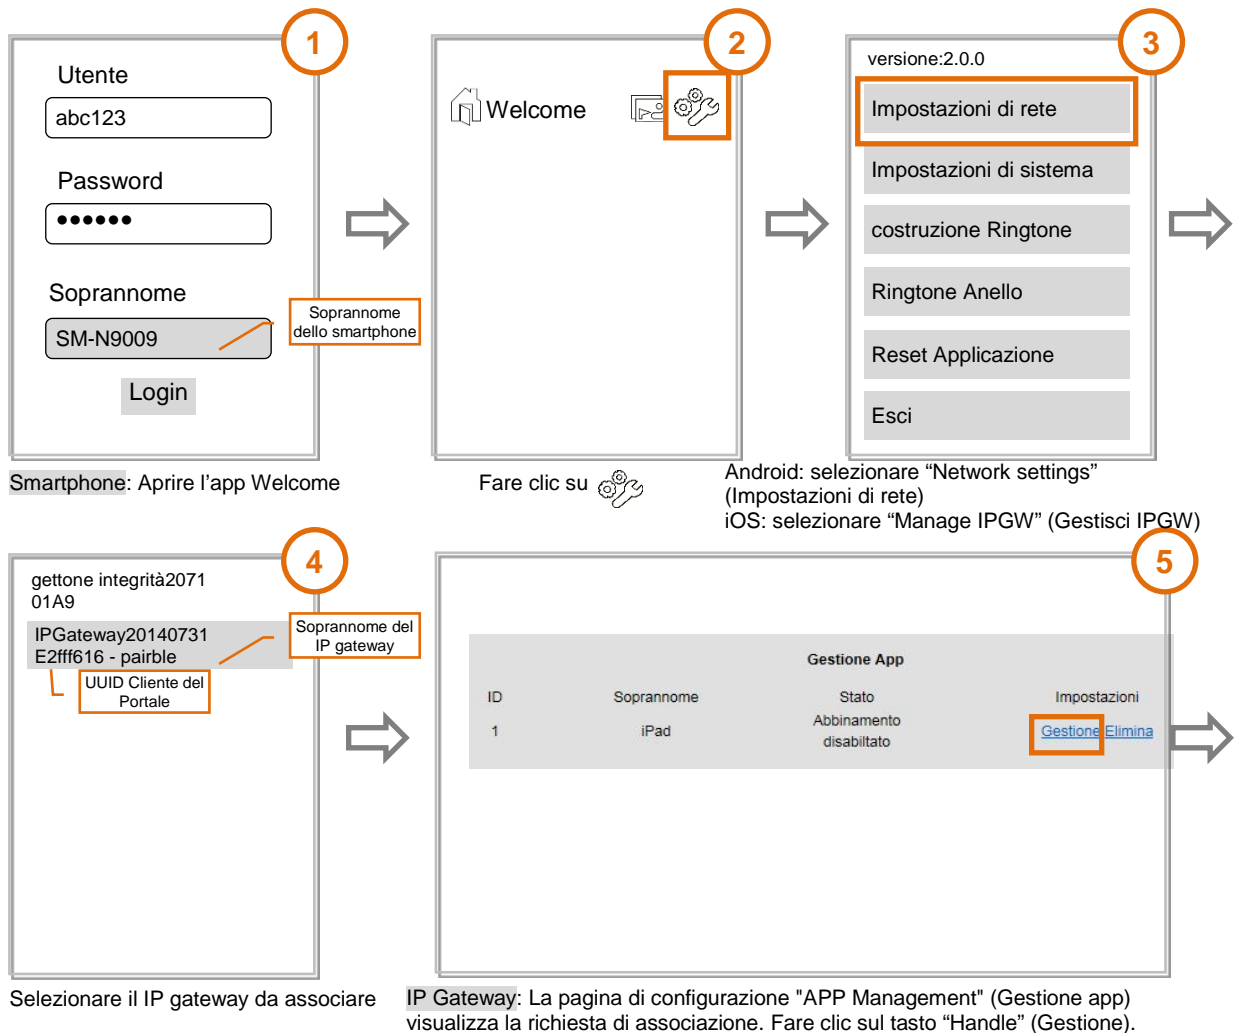 1
Utente
abc123
Password
••••••
Soprannome
SM-N9009
Soprannome
dello smartphone
Login
Smartphone: Aprire l'app Welcome
2
Welcome
Fare clic su
3
versione:2.0.0
Impostazioni di rete
Impostazioni di sistema
costruzione Ringtone
Ringtone Anello
Reset Applicazione
Esci
Android: selezionare “Network settings”
(Impostazioni di rete)
iOS: selezionare “Manage IPGW” (Gestisci IPGW)
4
gettone integrità2071
01A9
IPGateway20140731
E2fff616 - pairble
Soprannome del
IP gateway
UUID Cliente del
Portale
Selezionare il IP gateway da associare
5
Gestione App
ID Soprannome Stato Impostazioni
1 iPad Abbinamento
disabiltato Gestione Elimina
IP Gateway: La pagina di configurazione "APP Management" (Gestione app)
visualizza la richiesta di associazione. Fare clic sul tasto “Handle” (Gestione).